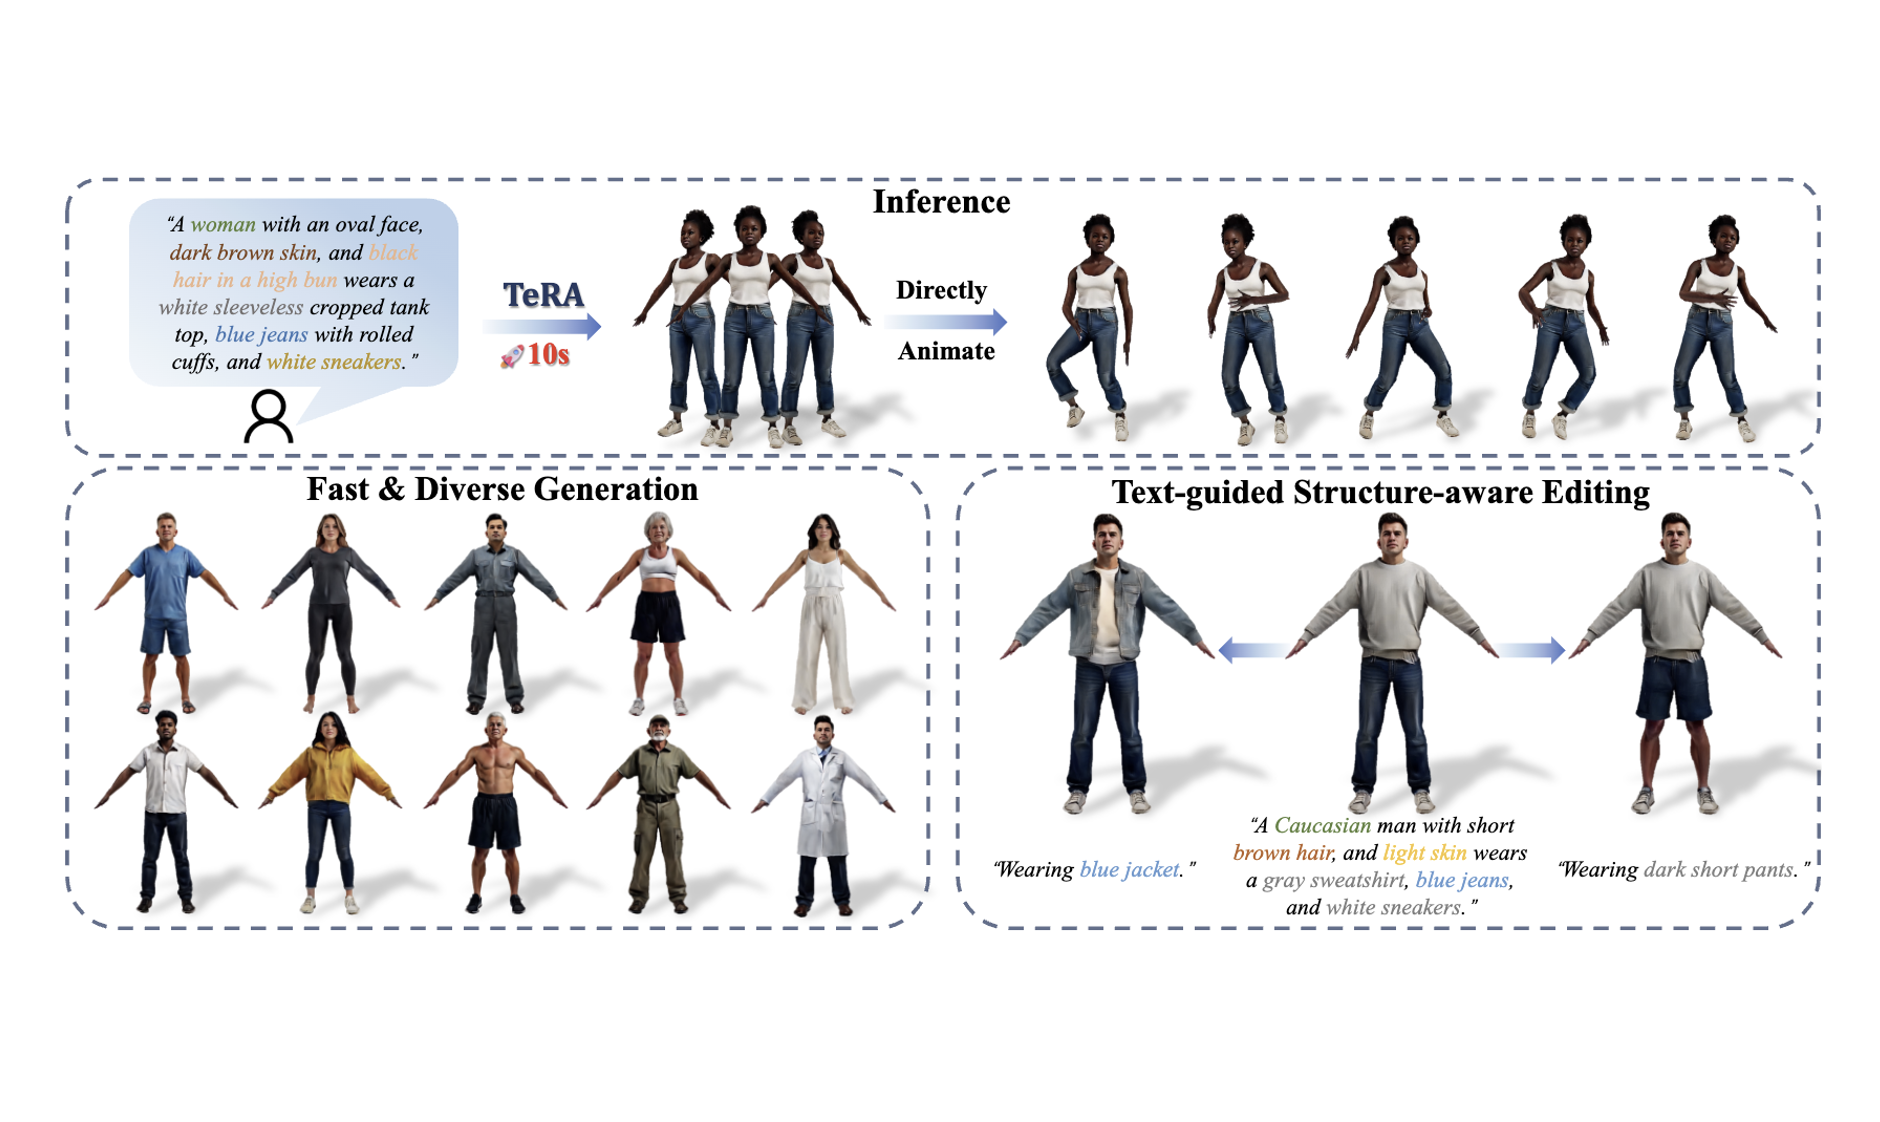 Inference
“A woman with an oval face,
dark brown skin, and black
hair in a high bun wears a
white sleeveless cropped tank
top, blue jeans with rolled
cuffs, and white sneakers.”
TeRA
10s
Directly
Animate
Fast & Diverse Generation
Text-guided Structure-aware Editing
“Wearing blue jacket.”
“A Caucasian man with short
brown hair, and light skin wears
a gray sweatshirt, blue jeans,
and white sneakers.”
“Wearing dark short pants.”